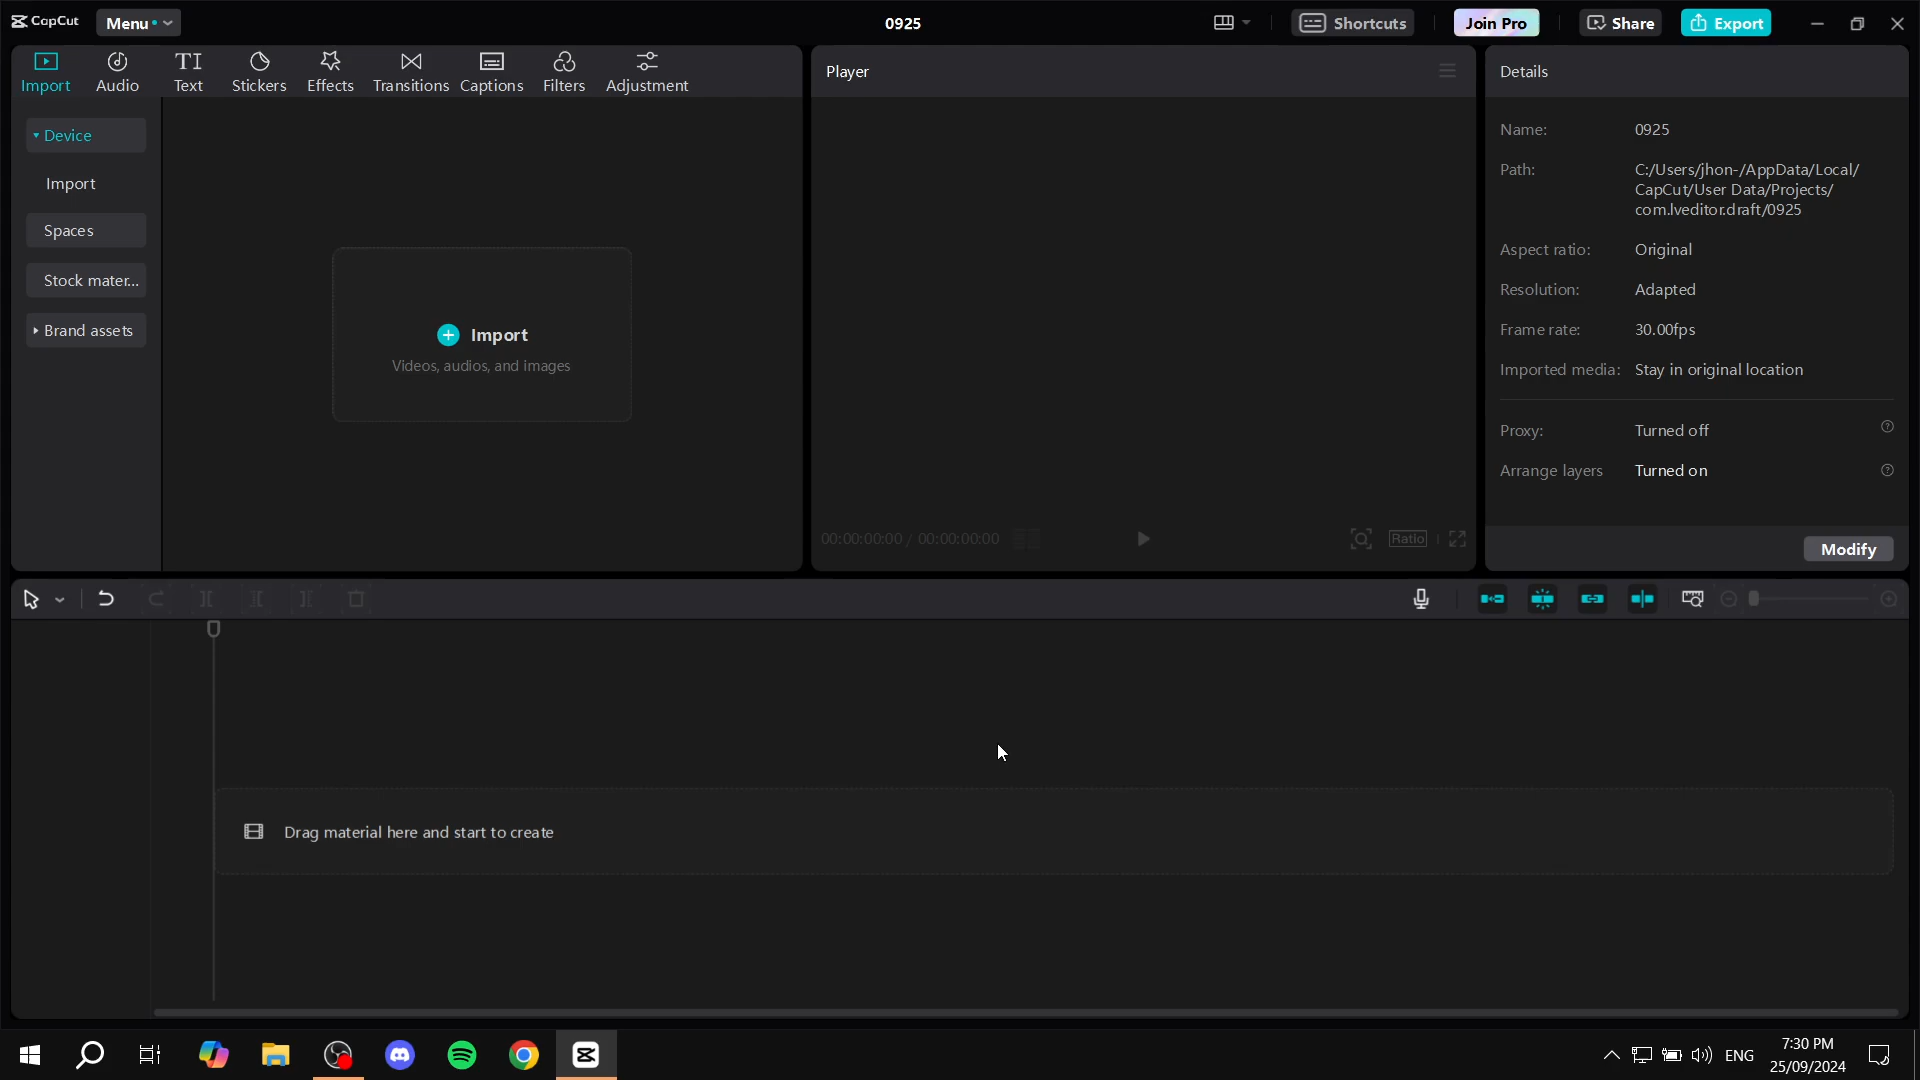 CapCut
Menu
0925
Shortcuts
Join Pro
Share
Export
Import
Audio
TI
Text
Stickers
Effects
Transitions
Captions
Filters
Adjustment
Player
Details
Device
Import
Spaces
Stock mater...
Brand assets
Import
Videos, audios, and images
00:00:00:00 / 00:00:00:00
Ratio
Name:
0925
Path:
C:/Users/jhon-/AppData/Local/
CapCut/User Data/Projects/
com.lveditor.draft/0925
Aspect ratio:
Original
Resolution:
Adapted
Frame rate:
30.00fps
Imported media:
Stay in original location
Proxy:
Turned off
Arrange layers
Turned on
Modify
Drag material here and start to create
ENG
7:30 PM
25/09/2024